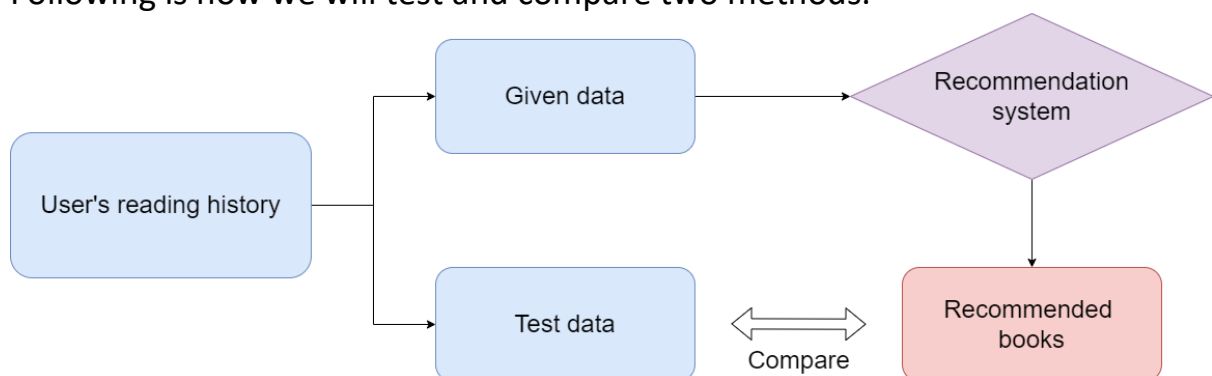 Following is how we will test and compare two methods.
Given data
Recommendation
system
User's reading history
Test data
Compare
Recommended
books